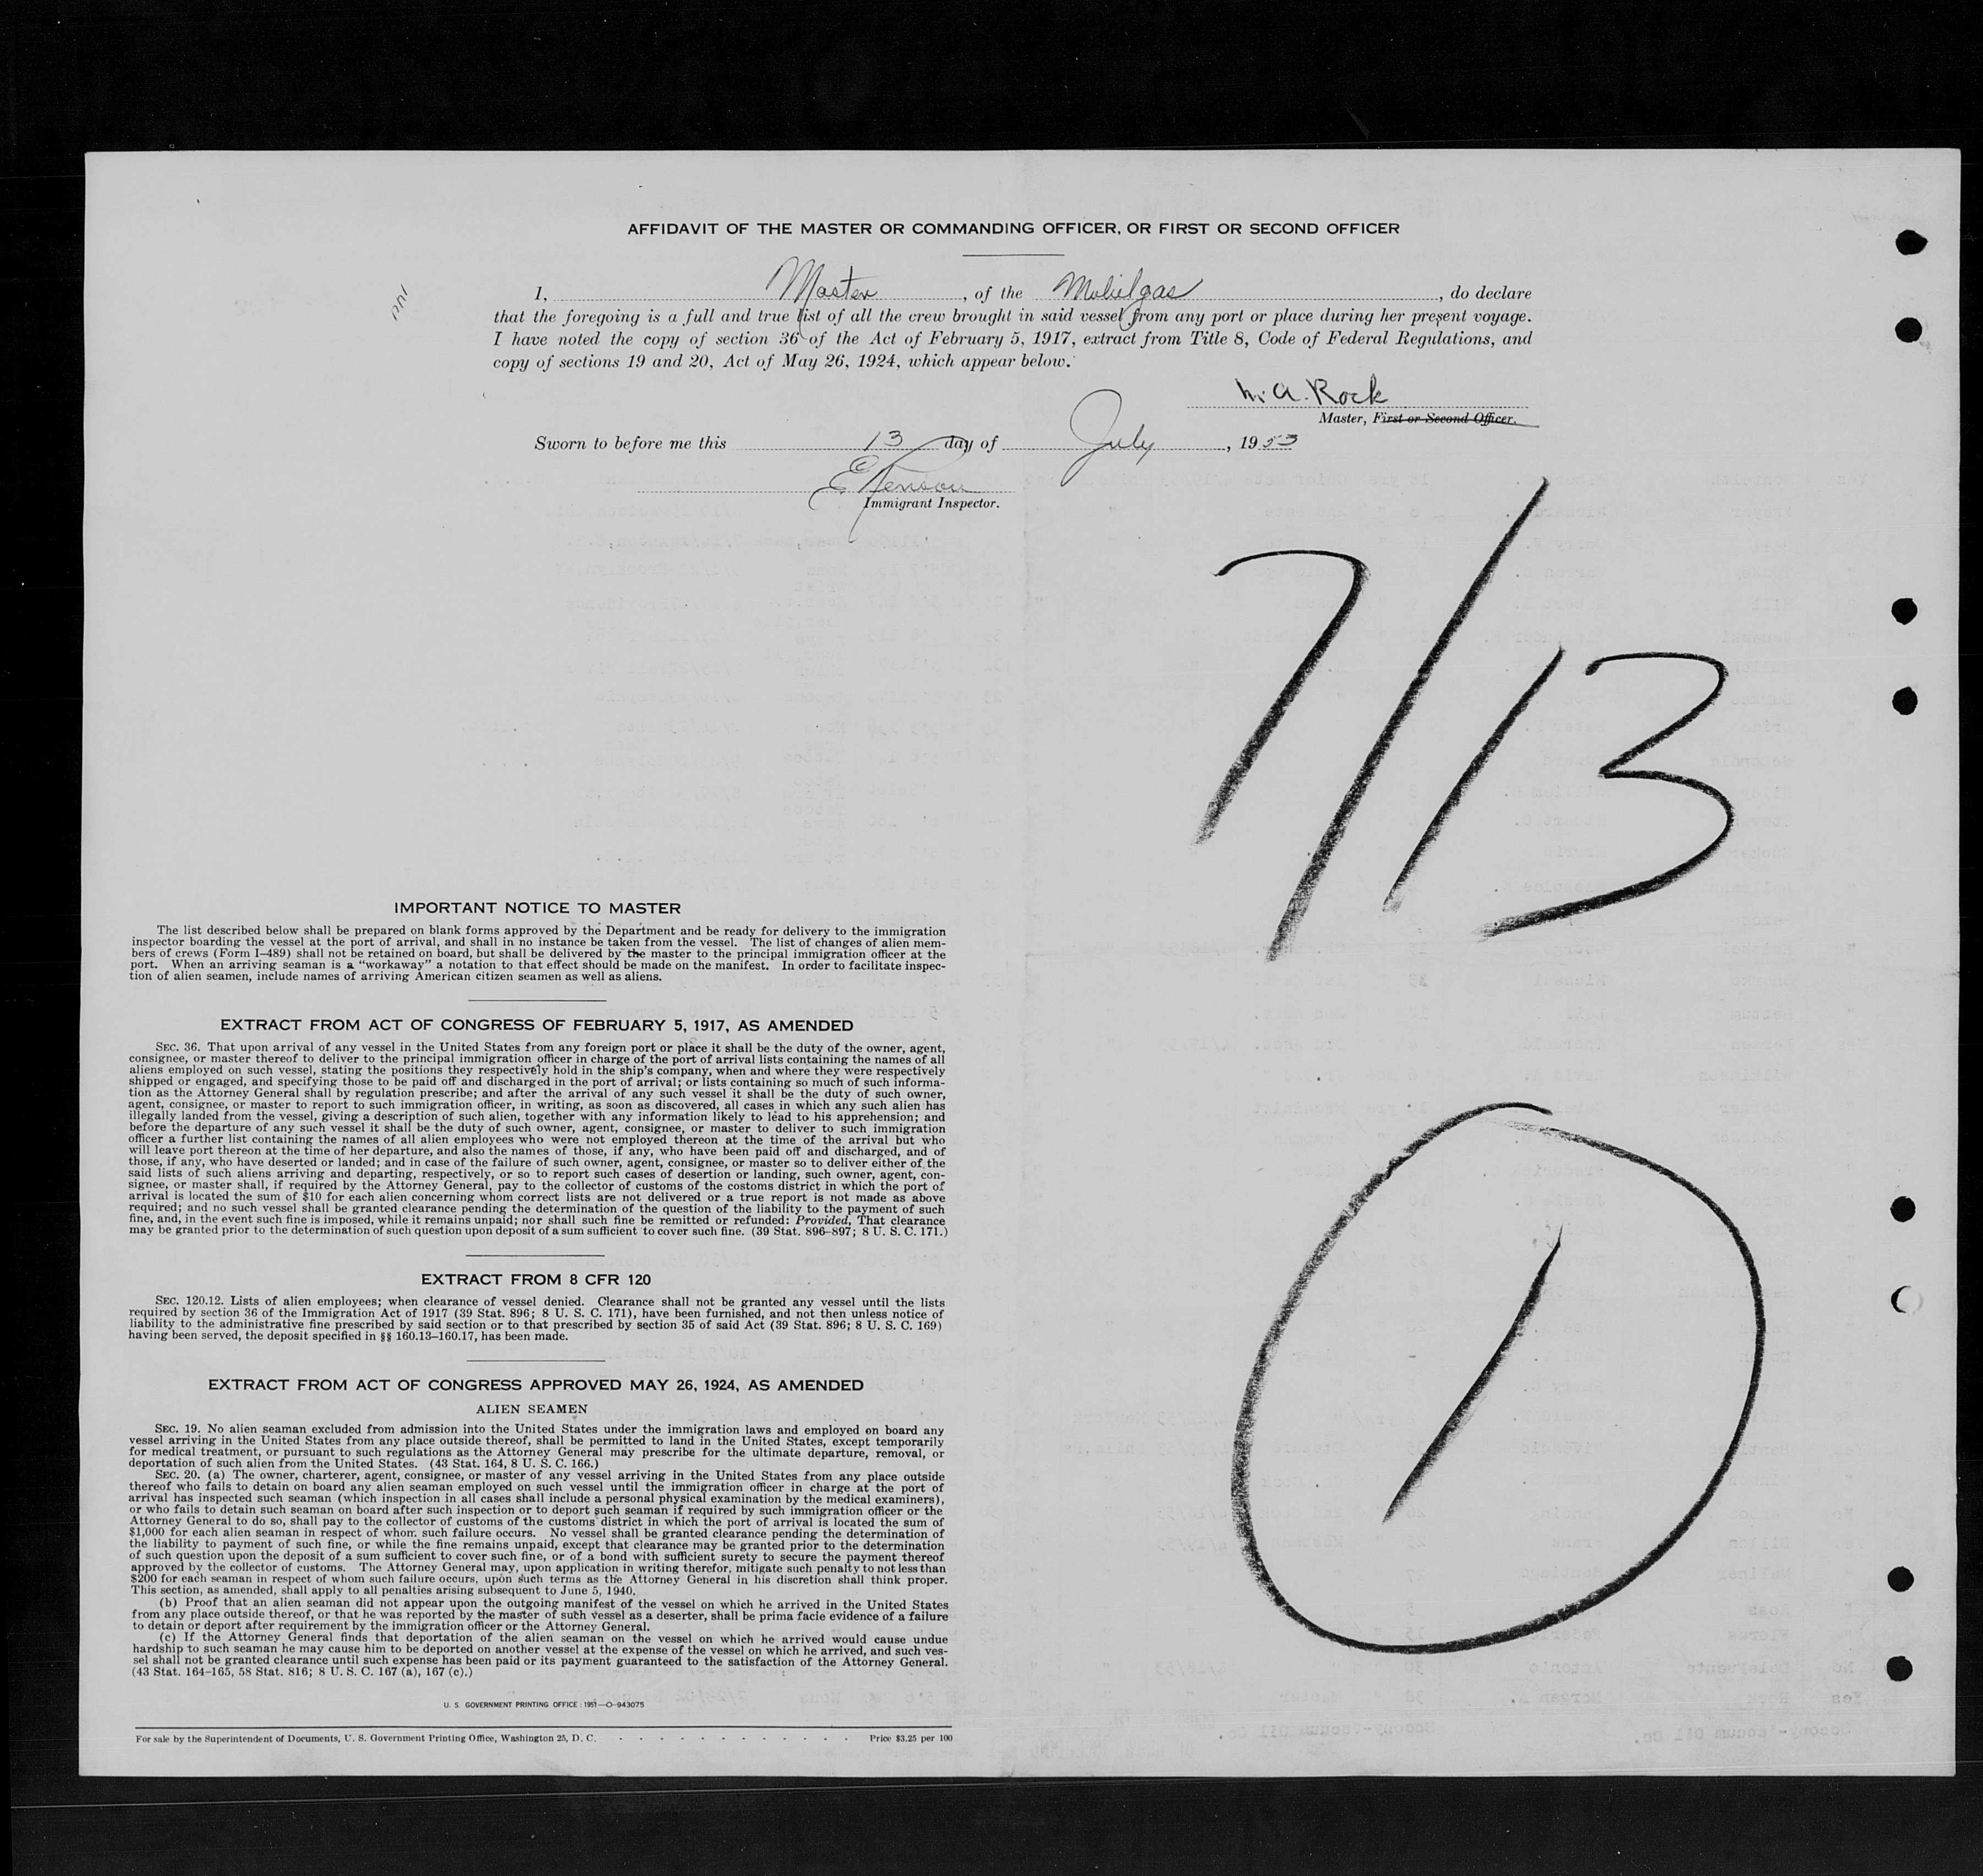 AFFIDAVIT OF THE MASTER OR COMMANDING OFFICER, OR FIRST OR SECOND OFFICER
I, Master, of the Mobilgas, do declare
that the foregoing is a full and true list of all the crew brought in said vessel from any port or place during her present voyage.
I have noted the copy of section 36 of the Act of February 5, 1917, extract from Title 8, Code of Federal Regulations, and
copy of sections 19 and 20, Act of May 26, 1924, which appear below.
M. A. Rock
Master, First or Second Officer.
Sworn to before me this 13 day of July, 1953
Immigrant Inspector.
7/13
1
IMPORTANT NOTICE TO MASTER
The list described below shall be prepared on blank forms approved by the Department and be ready for delivery to the immigration
inspector boarding the vessel at the port of arrival, and shall in no instance be taken from the vessel. The list of changes of alien mem-
bers of crews (Form I-489) shall not be retained on board, but shall be delivered by the master to the principal immigration officer at the
port. When an arriving seaman is a "workaway" a notation to that effect should be made on the manifest. In order to facilitate inspec-
tion of alien seamen, include names of arriving American citizen seamen as well as aliens.
EXTRACT FROM ACT OF CONGRESS OF FEBRUARY 5, 1917, AS AMENDED
SEC. 36. That upon arrival of any vessel in the United States from any foreign port or place it shall be the duty of the owner, agent,
consignee, or master thereof to deliver to the principal immigration officer in charge of the port of arrival lists containing the names of all
aliens employed on such vessel, stating the positions they respectively hold in the ship's company, when and where they were respectively
shipped or engaged, and specifying those to be paid off and discharged in the port of arrival; or lists containing so much of such informa-
tion as the Attorney General shall by regulation prescribe; and after the arrival of any such vessel it shall be the duty of such owner,
agent, consignee, or master to report to such immigration officer, in writing, as soon as discovered, all cases in which any such alien has
illegally landed from the vessel, giving a description of such alien, together with any information likely to lead to his apprehension; and
before the departure of any such vessel it shall be the duty of such owner, agent, consignee, or master to deliver to such immigration
officer a further list containing the names of all alien employees who were not employed thereon at the time of the arrival but who
will leave port thereon at the time of her departure, and also the names of those, if any, who have been paid off and discharged, and of
those, if any, who have deserted or landed; and in case of the failure of such owner, agent, consignee, or master so to deliver either of the
said lists of such aliens arriving and departing, respectively, or so to report such cases of desertion or landing, such owner, agent, con-
signee, or master shall, if required by the Attorney General, pay to the collector of customs of the costoms district in which the port of
arrival is located the sum of $10 for each alien concerning whom correct lists are not delivered or a true report is not made as above
required; and no such vessel shall be granted clearance pending the determination of the question of the liability to the payment of such
fine, and, in the event such fine is imposed, while it remains unpaid; nor shall such fine be remitted or refunded: Provided, That clearance
may be granted prior to the determination of such question upon deposit of a sum sufficient to cover such fine. (39 Stat. 896-897; 8 U. S. C. 171.)
EXTRACT FROM 8 CFR 120
SEC. 120.12. Lists of alien employees; when clearance of vessel denied. Clearance shall not be granted any vessel until the lists
required by section 36 of the Immigration Act of 1917 (39 Stat. 896; 8 U. S. C. 171), have been furnished, and not then unless notice of
liability to the administrative fine prescribed by said section or to that prescribed by section 35 of said Act (39 Stat. 896; 8 U. S. C. 169)
having been served, the deposit specified in §§ 160.13-160.17, has been made.
EXTRACT FROM ACT OF CONGRESS APPROVED MAY 26, 1924, AS AMENDED
ALIEN SEAMEN
SEC. 19. No alien seaman excluded from admission into the United States under the immigration laws and employed on board any
vessel arriving in the United States from any place outside thereof, shall be permitted to land in the United States, except temporarily
for medical treatment, or pursuant to such regulations as the Attorney General may prescribe for the ultimate departure, removal, or
deportation of such alien from the United States. (43 Stat. 164, 8 U. S. C. 166.)
SEC. 20. (a) The owner, charterer, agent, consignee, or master of any vessel arriving in the United States from any place outside
thereof who fails to detain on board any alien seaman employed on such vessel until the immigration officer in charge at the port of
arrival has inspected such seaman (which inspection in all cases shall include a personal physical examination by the medical examiners),
or who fails to detain such seaman on board after such inspection or to deport such seaman if required by such immigration officer or the
Attorney General to do so, shall pay to the collector of customs of the customs district in which the port of arrival is located the sum of
$1,000 for each alien seaman in respect of whom such failure occurs. No vessel shall be granted clearance pending the determination of
the liability to payment of such fine, or while the fine remains unpaid, except that clearance may be granted prior to the determination
of such question upon the deposit of a sum sufficient to cover such fine, or of a bond with sufficient surety to secure the payment thereof
approved by the collector of customs. The Attorney General may, upon application in writing therefor, mitigate such penalty to not less than
$200 for each seaman in respect of whom such failure occurs, upon such terms as the Attorney General in his discretion shall think proper.
This section, as amended, shall apply to all penalties arising subsequent to June 5, 1940.
(b) Proof that an alien seaman did not appear upon the outgoing manifest of the vessel on which he arrived in the United States
from any place outside thereof, or that he was reported by the master of such vessel as a deserter, shall be prima facie evidence of a failure
to detain or deport after requirement by the immigration officer or the Attorney General.
(c) If the Attorney General finds that deportation of the alien seaman on the vessel on which he arrived would cause undue
hardship to such seaman he may cause him to be deported on another vessel at the expense of the vessel on which he arrived, and such ves-
sel shall not be granted clearance until such expense has been paid or its payment guaranteed to the satisfaction of the Attorney General.
(43 Stat. 164-165, 58 Stat. 816; 8 U. S. C. 167 (a), 167 (c).)
U. S. GOVERNMENT PRINTING OFFICE : 1951—O-943075
For sale by the Superintendent of Documents, U. S. Government Printing Office, Washington 25, D. C. - - - - - - - - - - - Price $3.25 per 100